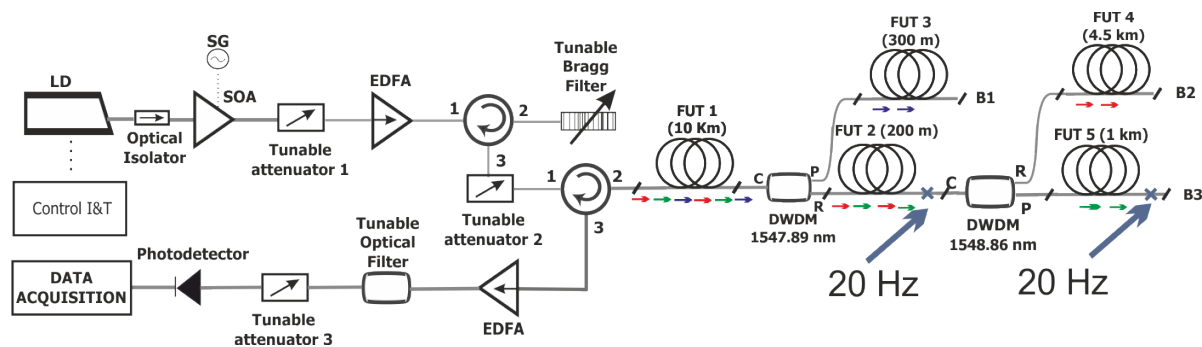 LD
SG
SOA
Optical
Isolator
Tunable
attenuator 1
EDFA
1
2
3
Tunable
Bragg
Filter
Tunable
attenuator 2
1
2
3
FUT 1
(10 Km)
C
P
R
DWDM
1547.89 nm
FUT 3
(300 m)
B1
FUT 2 (200 m)
20 Hz
C
R
P
DWDM
1548.86 nm
FUT 4
(4.5 km)
B2
FUT 5 (1 km)
B3
20 Hz
Control I&T
DATA
ACQUISITION
Photodetector
Tunable
attenuator 3
Tunable
Optical
Filter
EDFA